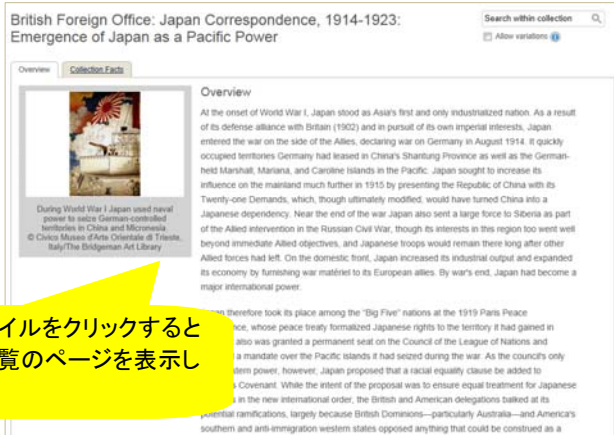 British Foreign Office: Japan Correspondence, 1914-1923:
Emergence of Japan as a Pacific Power
Search within collection
Allow variations
Overview
Collection Facts
During World War I Japan used naval
power to seize German-controlled
territories in China and Micronesia.
© Civico Museo d'Arte Orientale di Trieste,
Italy/The Bridgeman Art Library
Overview
At the onset of World War I, Japan stood as Asia's first and only industrialized nation. As a result
of its defense alliance with Britain (1902) and in pursuit of its own imperial interests, Japan
entered the war on the side of the Allies, declaring war on Germany in August 1914. It quickly
occupied territories Germany had leased in China's Shantung Province as well as the German-
held Marshall, Mariana, and Caroline Islands in the Pacific. Japan sought to increase its
influence on the mainland much further in 1915 by presenting the Republic of China with its
Twenty-one Demands, which, though ultimately modified, would have turned China into a
Japanese dependency. Near the end of the war Japan also sent a large force to Siberia as part
of the Allied intervention in the Russian Civil War, though its interests in this region too went well
beyond immediate Allied objectives, and Japanese troops would remain there long after other
Allied forces had left. On the domestic front, Japan increased its industrial output and expanded
its economy by furnishing war matériel to its European allies. By war's end, Japan had become a
major international power.
therefore took its place among the "Big Five" nations at the 1919 Paris Peace
whose peace treaty formalized Japanese rights to the territory it had gained in
also was granted a permanent seat on the Council of the League of Nations and
a mandate over the Pacific islands it had seized during the war. As the council's only
power, however, Japan proposed that a racial equality clause be added to
Covenant. While the intent of the proposal was to ensure equal treatment for Japanese
in the new international order, the British and American delegations balked at its
potential ramifications, largely because British Dominions—particularly Australia—and America's
southern and anti-immigration western states opposed anything that could be construed as a
イルをクリックすると
覧のページを表示し